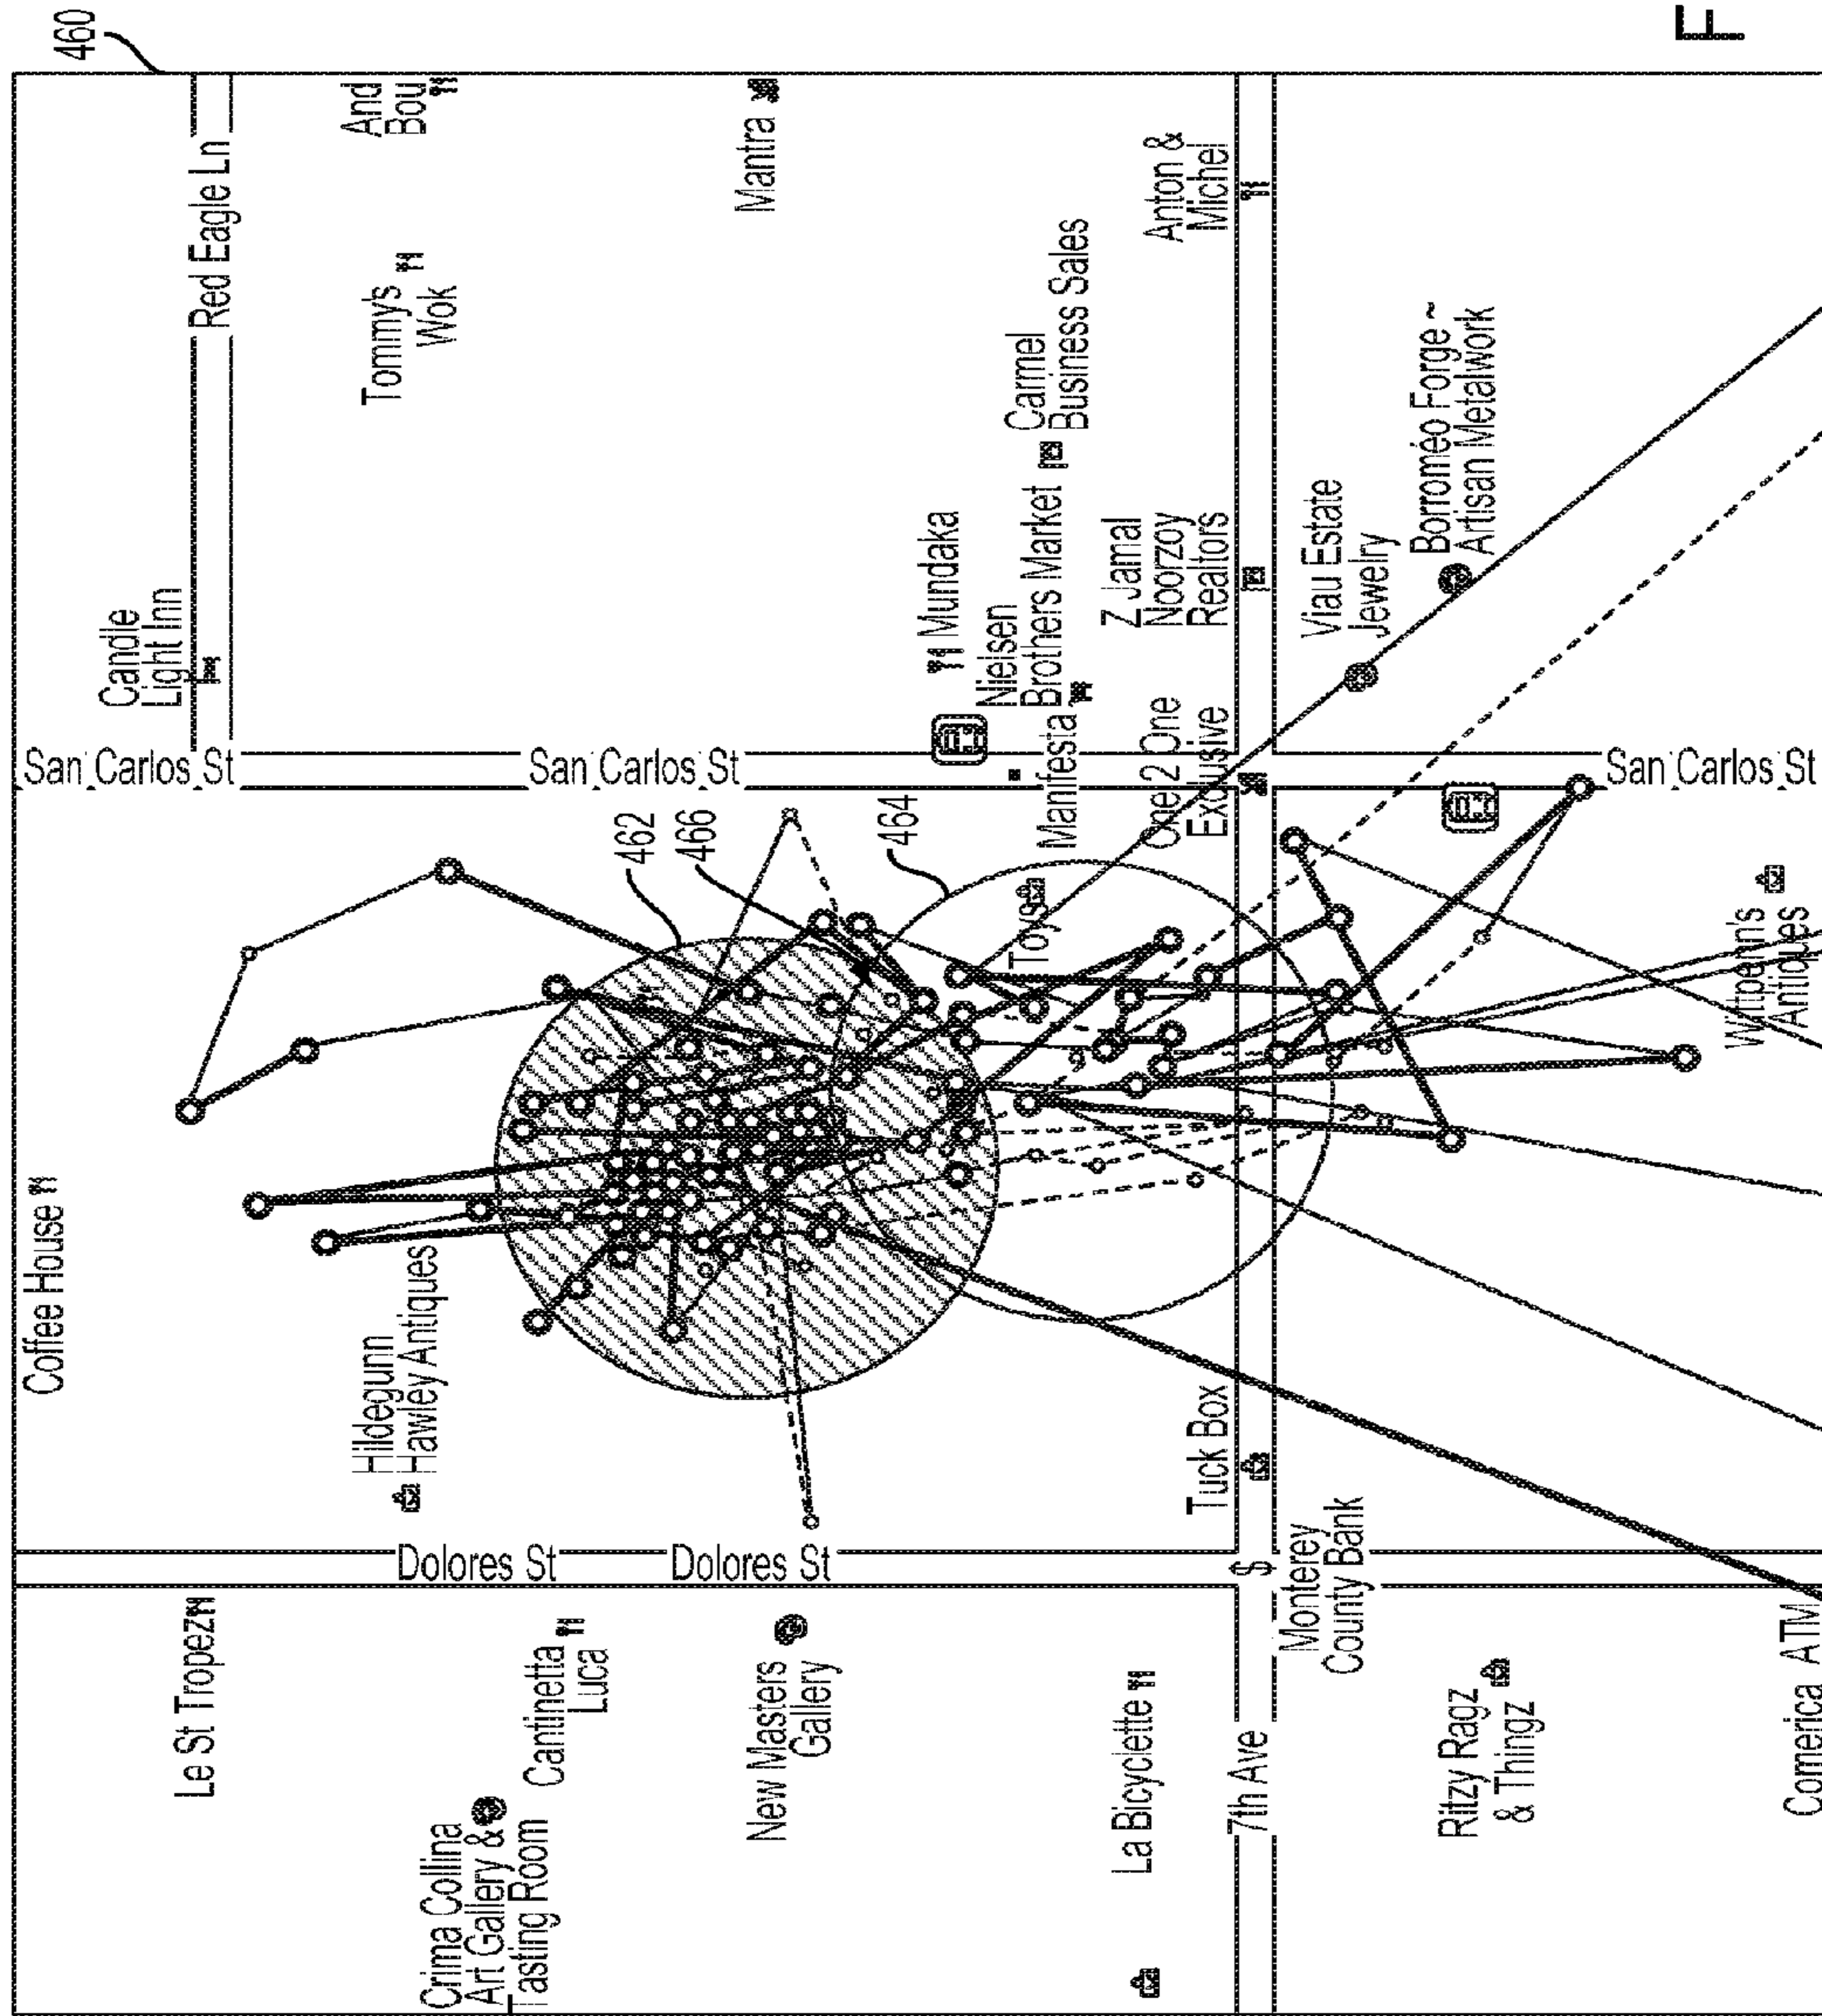 460
Coffee House
Red Eagle Ln
Candle
Light Inn
And
Bou
Tommy's
Wok
Mantra
San Carlos St
San Carlos St
San Carlos St
Mundaka
Nielsen
Brothers Market
Carmel
Business Sales
Manifesta
Z Jamal
Noorzoy
Realtors
Anton &
Michel
One 2 One
Exclusive
462
466
464
Toys
Hildegunn
Hawley Antiques
Dolores St
Dolores St
Le St Tropez
Crima Collina
Art Gallery &
Tasting Room
Cantinetta
Luca
New Masters
Gallery
La Bicyclette
7th Ave
Tuck Box
$
Monterey
County Bank
Viau Estate
Jewelry
Borroméo Forge ~
Artisan Metalwork
Wittpenn's
Antiques
Ritzy Ragz
& Thingz
Comerica ATM
F